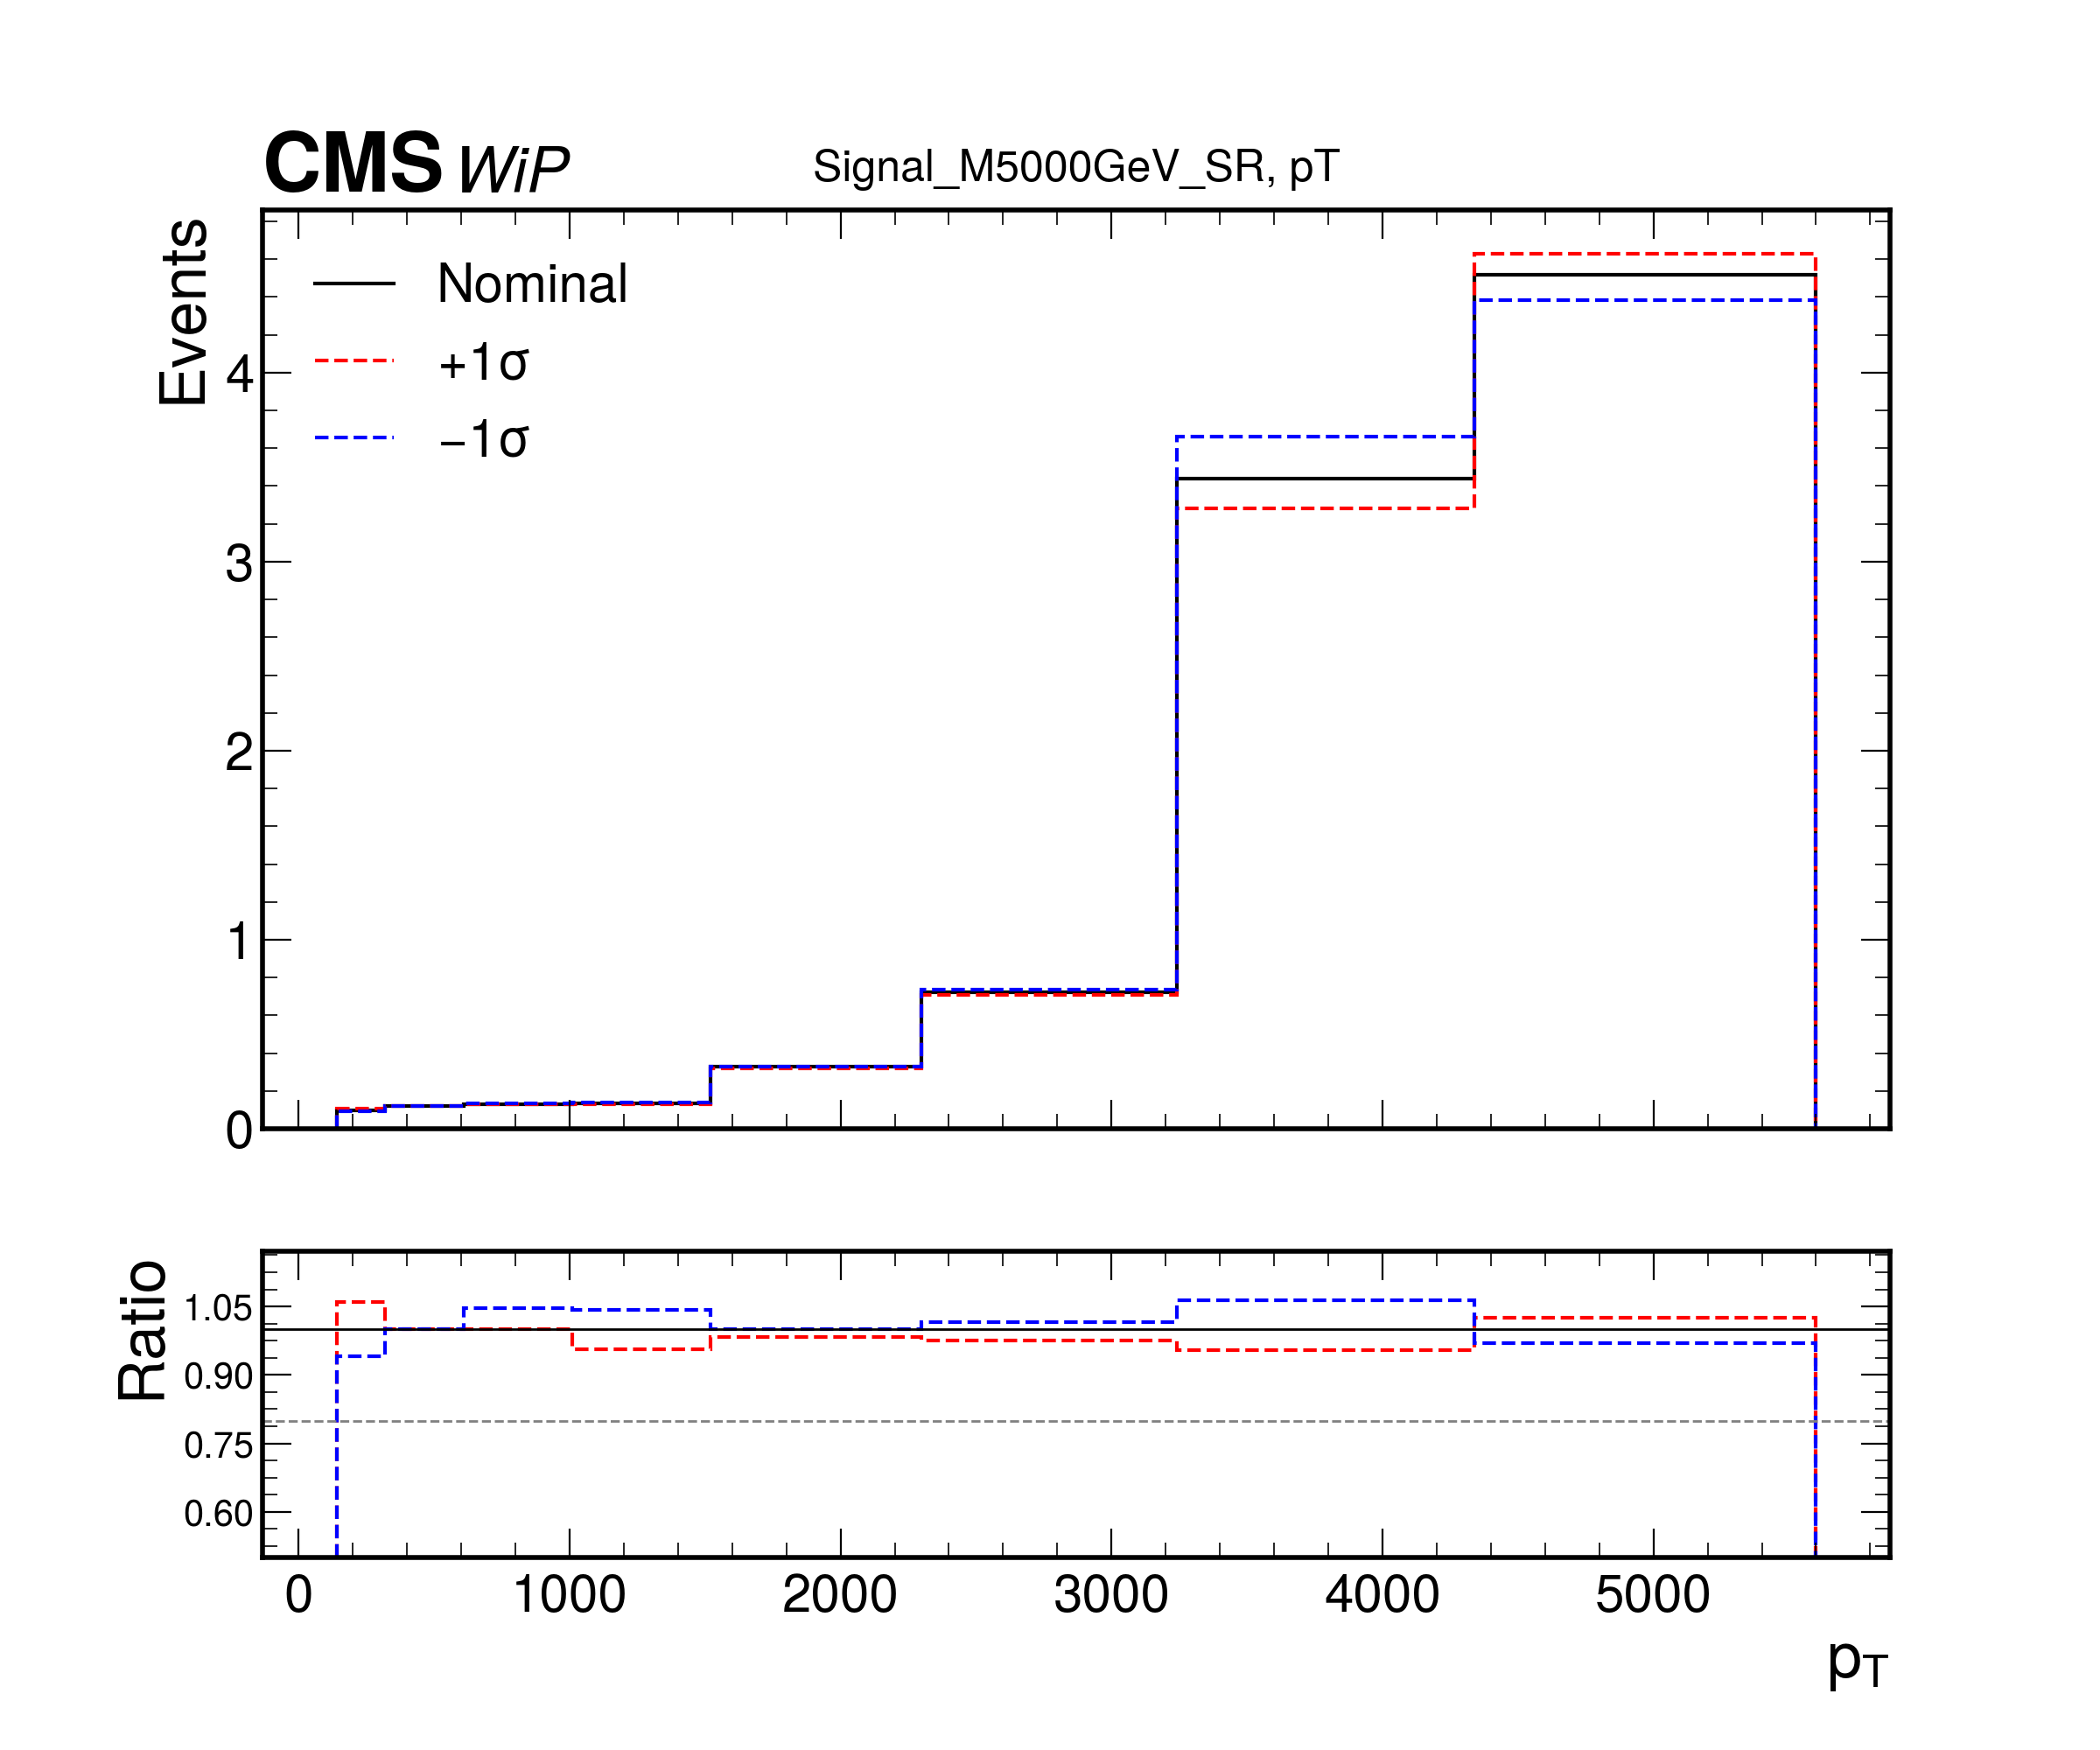 CMS WiP Signal_M5000GeV_SR, pT
Events
Nominal
+1σ
−1σ
4
3
2
1
0
Ratio
1.05
0.90
0.75
0.60
0 1000 2000 3000 4000 5000
pT